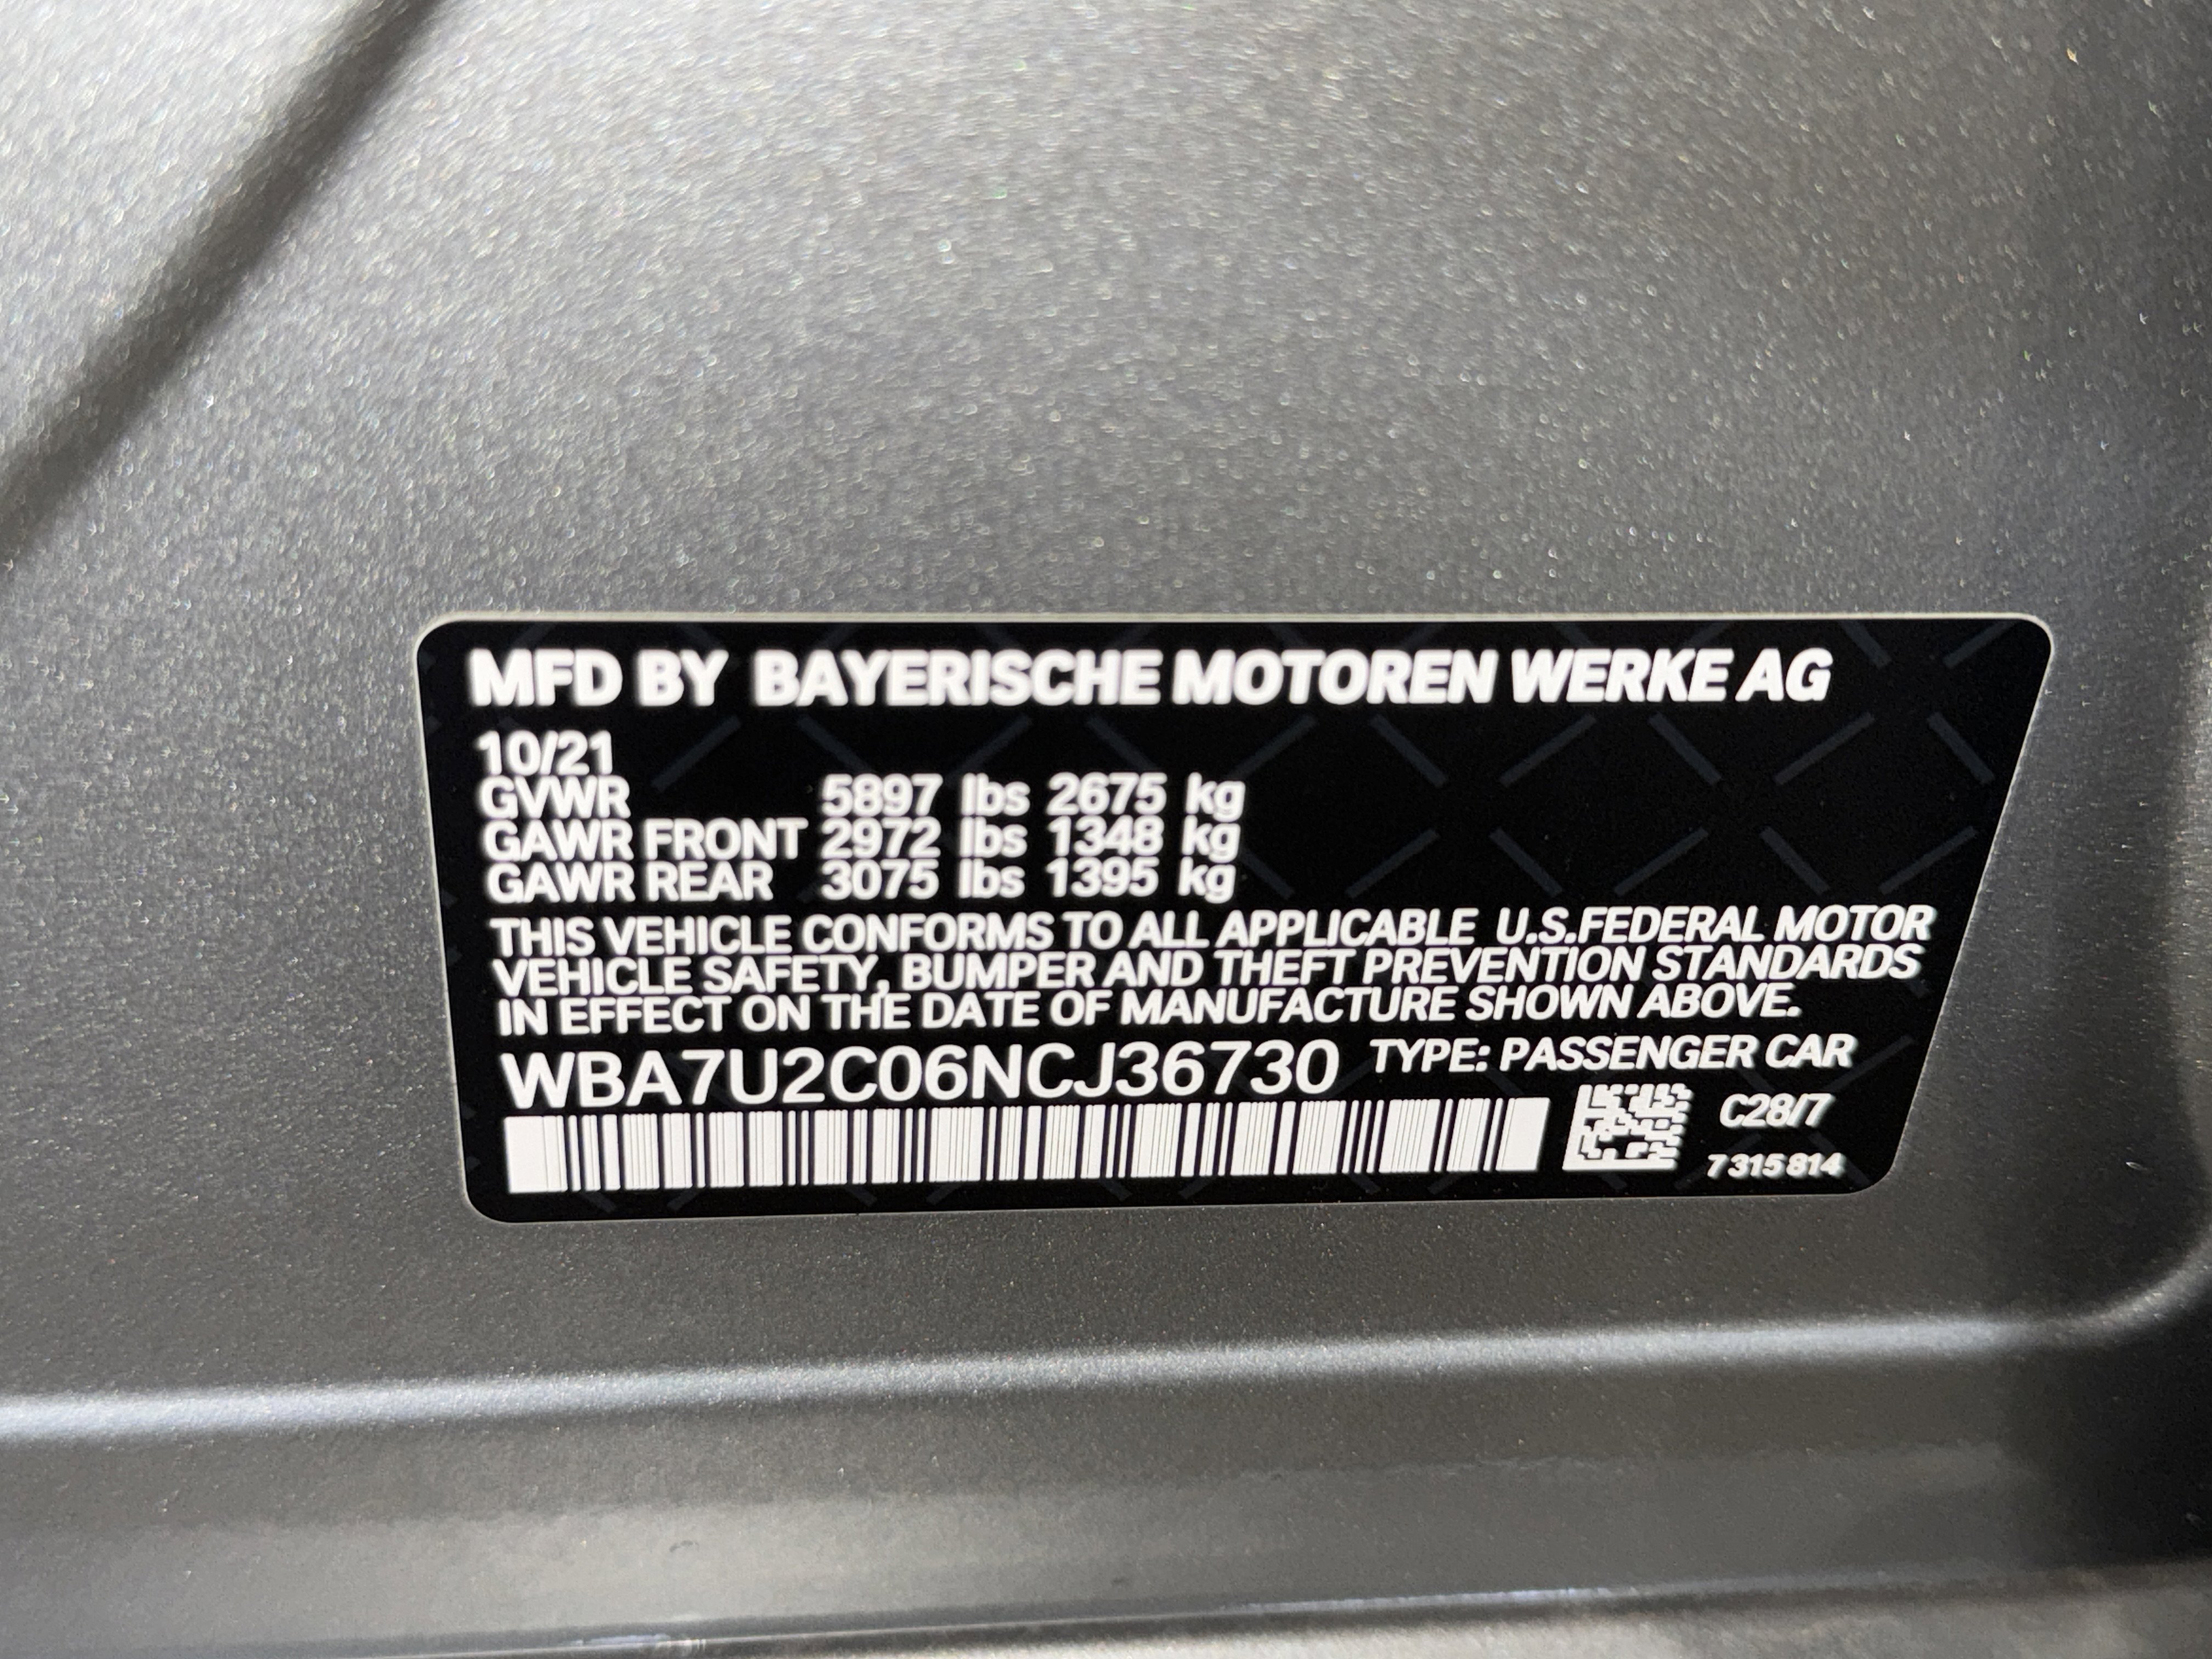 MFD BY BAYERISCHE MOTOREN WERKE AG
10/21
GVWR 5897 lbs 2675 kg
GAWR FRONT 2972 lbs 1348 kg
GAWR REAR 3075 lbs 1395 kg
THIS VEHICLE CONFORMS TO ALL APPLICABLE U.S.FEDERAL MOTOR
VEHICLE SAFETY, BUMPER AND THEFT PREVENTION STANDARDS
IN EFFECT ON THE DATE OF MANUFACTURE SHOWN ABOVE.
WBA7U2C06NCJ36730 TYPE: PASSENGER CAR
C28/7
7 315 814